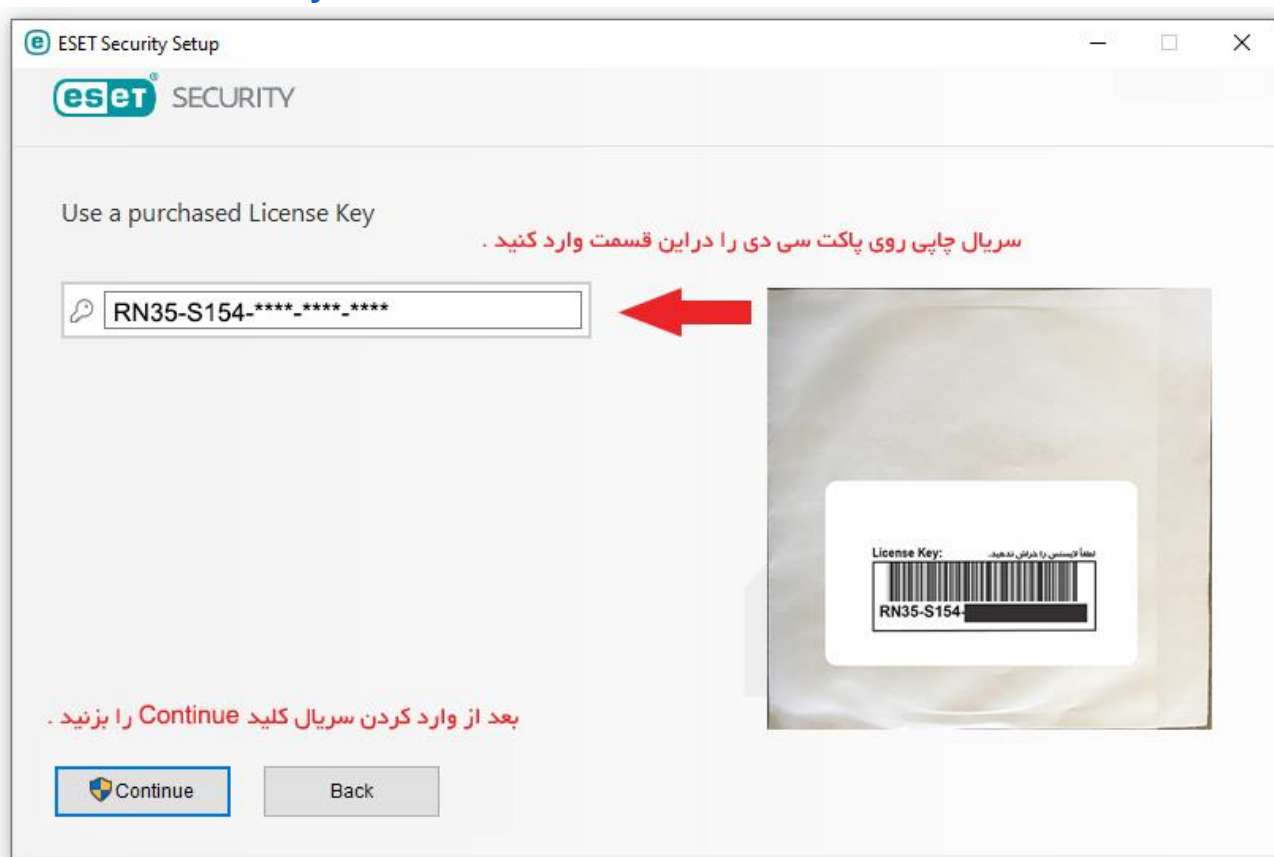 ESET Security Setup
eset® SECURITY
Use a purchased License Key
سریال چاپی روی پاکت سی دی را دراین قسمت وارد کنید .
RN35-S154-****-****-****
License Key: لطفاً لایسنس را خراش ندهید.
RN35-S154-
بعد از وارد کردن سریال کلید Continue را بزنید .
Continue Back